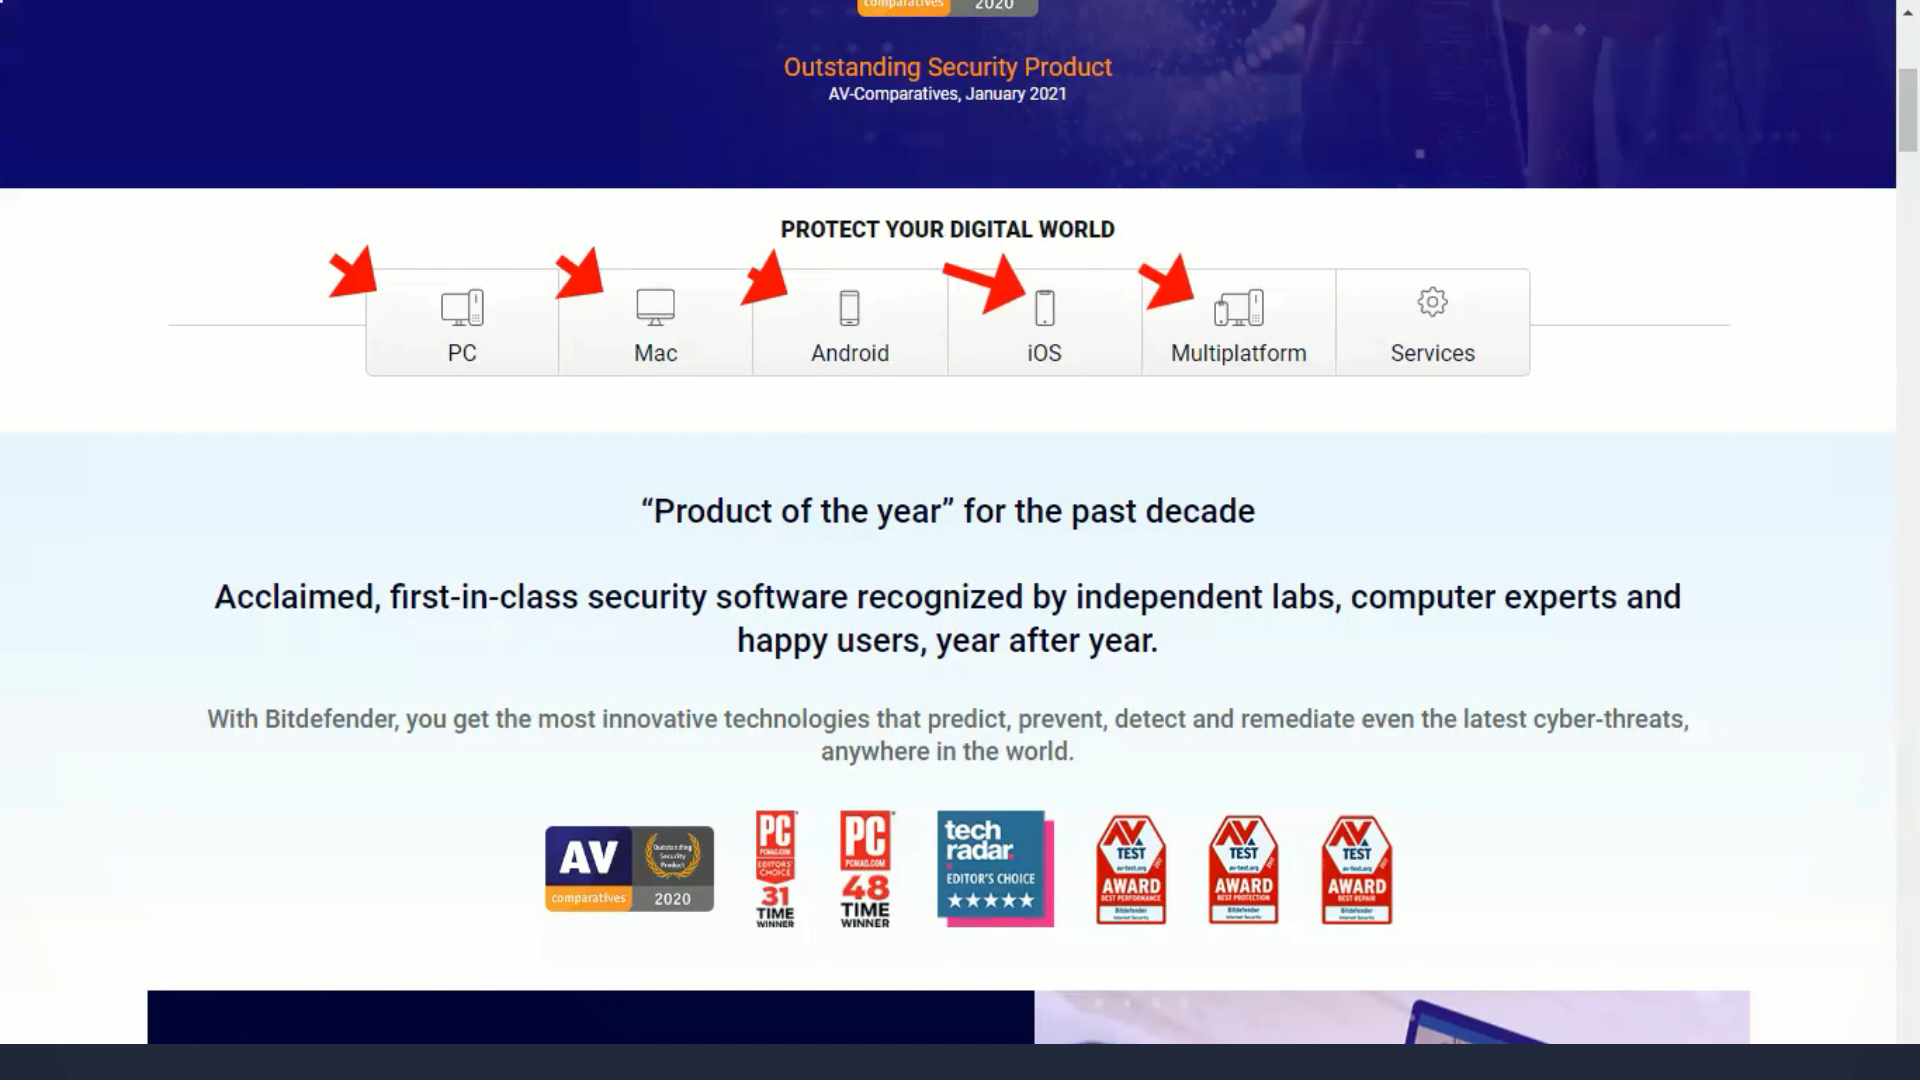 comparatives 2020
Outstanding Security Product
AV-Comparatives, January 2021
PROTECT YOUR DIGITAL WORLD
PC
Mac
Android
iOS
Multiplatform
Services
“Product of the year” for the past decade
Acclaimed, first-in-class security software recognized by independent labs, computer experts and
happy users, year after year.
With Bitdefender, you get the most innovative technologies that predict, prevent, detect and remediate even the latest cyber-threats,
anywhere in the world.
AV
Outstanding
Security
Product
comparatives 2020
PC
PCMAG.COM
EDITORS'
CHOICE
31
TIME
WINNER
PC
PCMAG.COM
48
TIME
WINNER
tech
radar.
EDITOR'S CHOICE
AV
TEST
av-test.org
AWARD
BEST PERFORMANCE
Bitdefender
Internet Security
AV
TEST
av-test.org
AWARD
BEST PROTECTION
Bitdefender
Internet Security
AV
TEST
av-test.org
AWARD
BEST REPAIR
Bitdefender
Internet Security